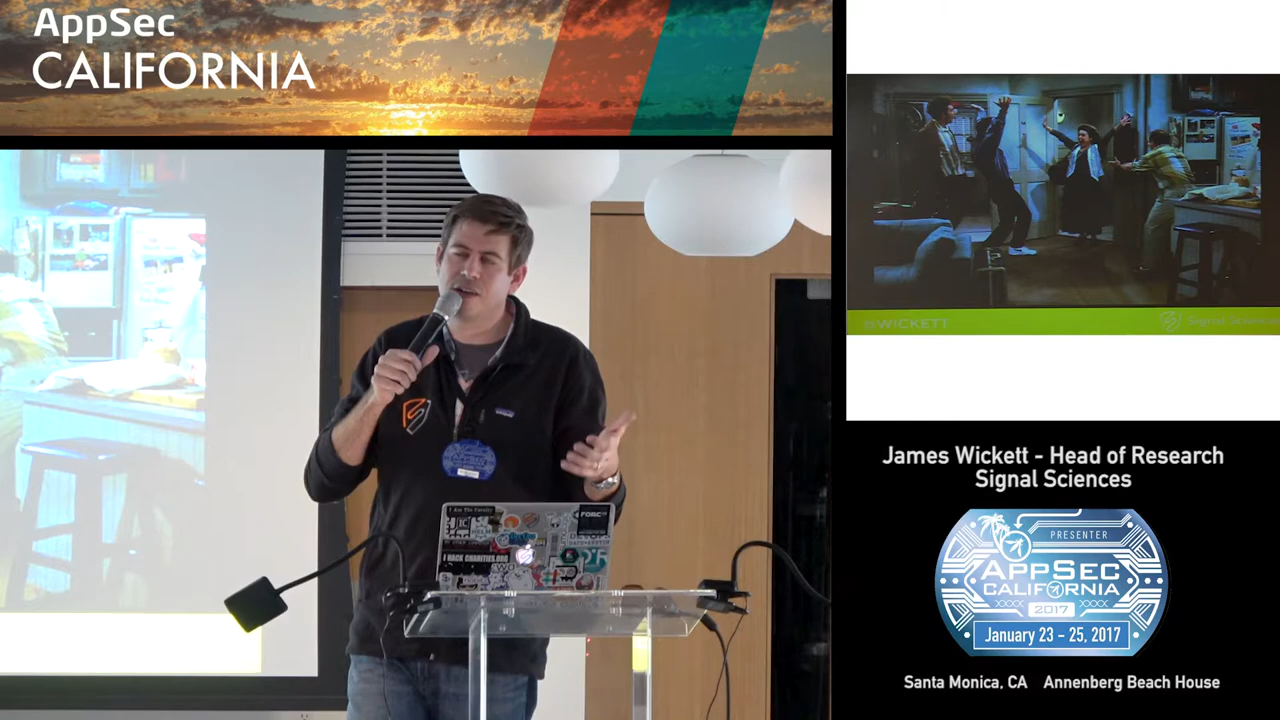 AppSec
CALIFORNIA
@WICKETT
Signal Sciences
I HACK CHARITIES.ORG
James Wickett - Head of Research
Signal Sciences
PRESENTER
APPSEC
CALIFORNIA
2017
January 23 - 25, 2017
Santa Monica, CA Annenberg Beach House